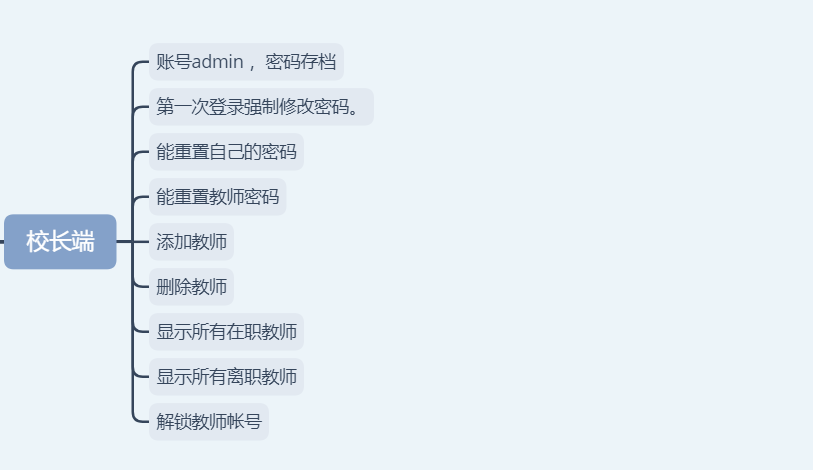 账号admin ，密码存档
第一次登录强制修改密码。
能重置自己的密码
能重置教师密码
校长端
添加教师
删除教师
显示所有在职教师
显示所有离职教师
解锁教师帐号